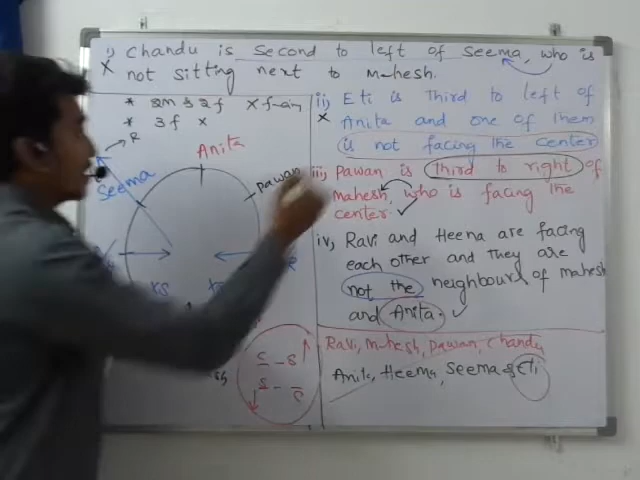 i) Chandu is second to left of Seema, who is
X not sitting next to Mahesh.
* 2m & 2f X f-ain
* 3f X
R
Anita
Seema
Pawan
ii) Eti is Third to left of
X Anita and one of them
is not facing the center
iii) Pawan is third to right of
Mahesh, who is facing the
center. ✓
iv) Ravi and Heena are facing
each other and they are
not the neighbours of mahesh
and Anita. ✓
C - S
S - C
Ravi, Mahesh, Pawan, Chandu
Anita, Heena, Seema & Eti